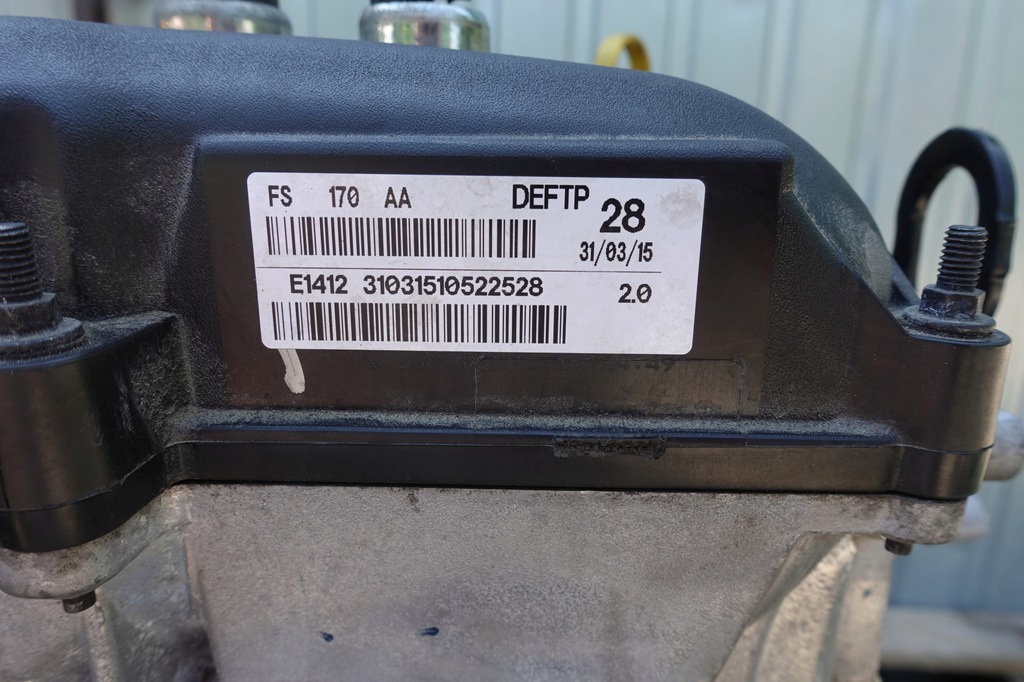 FS 170 AA DEFTP 28
31/03/15
E1412 31031510522528 2.0